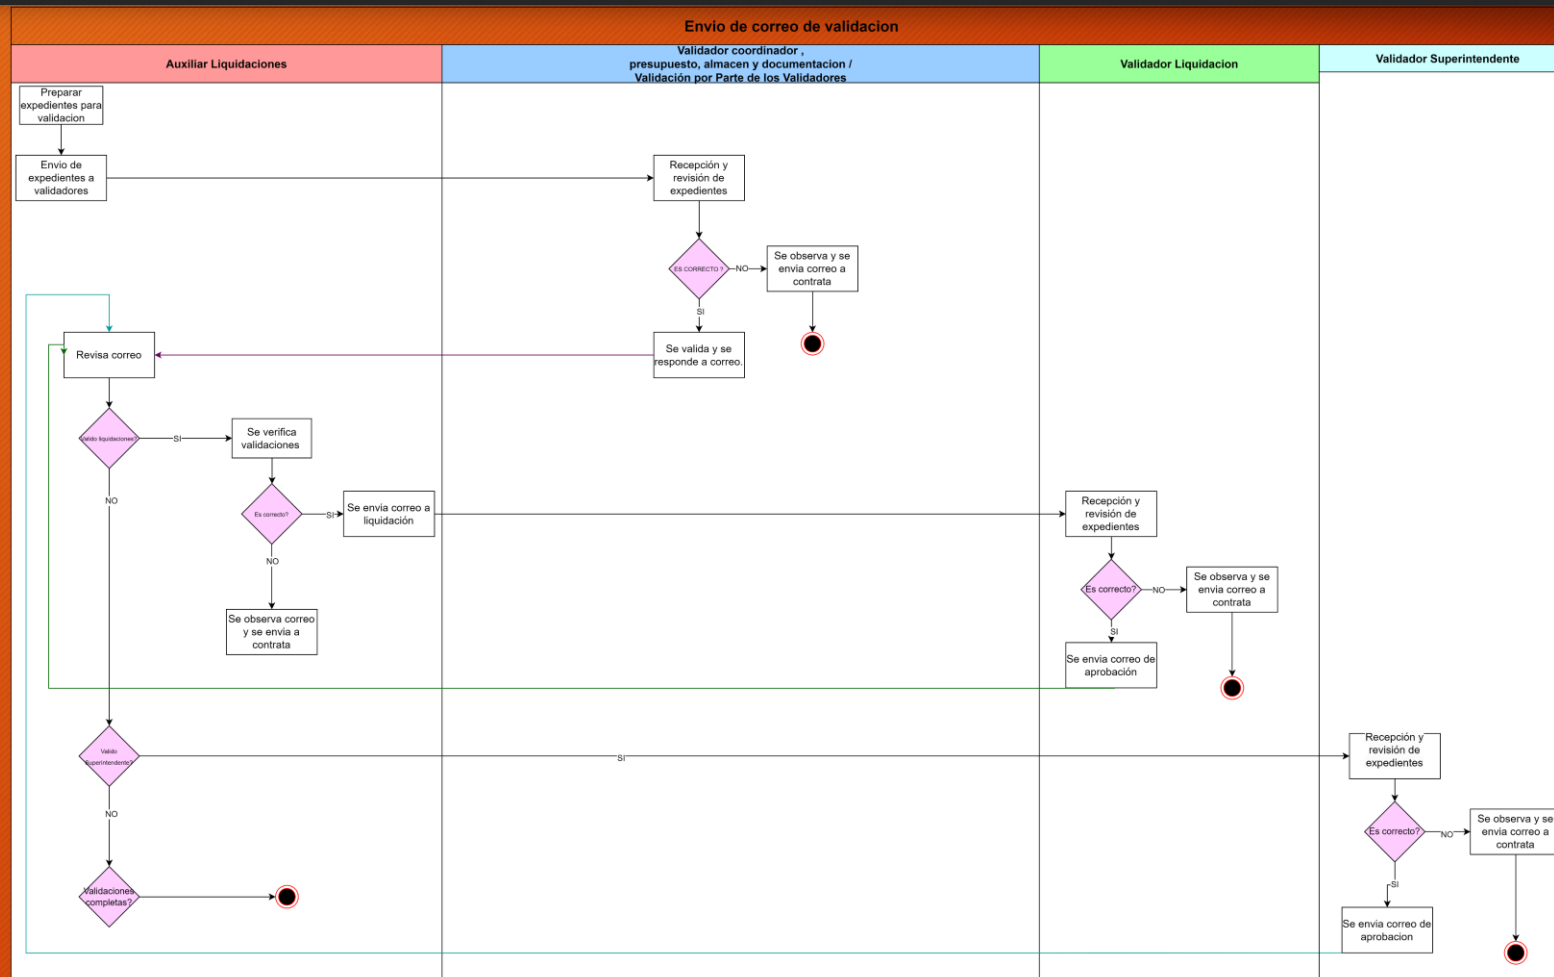 Envio de correo de validacion
Auxiliar Liquidaciones
Validador coordinador ,
presupuesto, almacen y documentacion /
Validación por Parte de los Validadores
Validador Liquidacion
Validador Superintendente
Preparar
expedientes para
validacion
Envio de
expedientes a
validadores
Recepción y
revisión de
expedientes
ES CORRECTO ?
NO
Se observa y se
envia correo a
contrata
SI
Se valida y se
responde a correo.
Revisa correo
Valido liquidaciones?
SI
Se verifica
validaciones
NO
Es correcto?
SI
Se envia correo a
liquidación
NO
Se observa correo
y se envia a
contrata
Recepción y
revisión de
expedientes
Es correcto?
NO
Se observa y se
envia correo a
contrata
SI
Se envia correo de
aprobación
Valido
Superintendente?
SI
Recepción y
revisión de
expedientes
NO
Es correcto?
NO
Se observa y se
envia correo a
contrata
SI
Se envia correo de
aprobacion
Validaciones
completas?